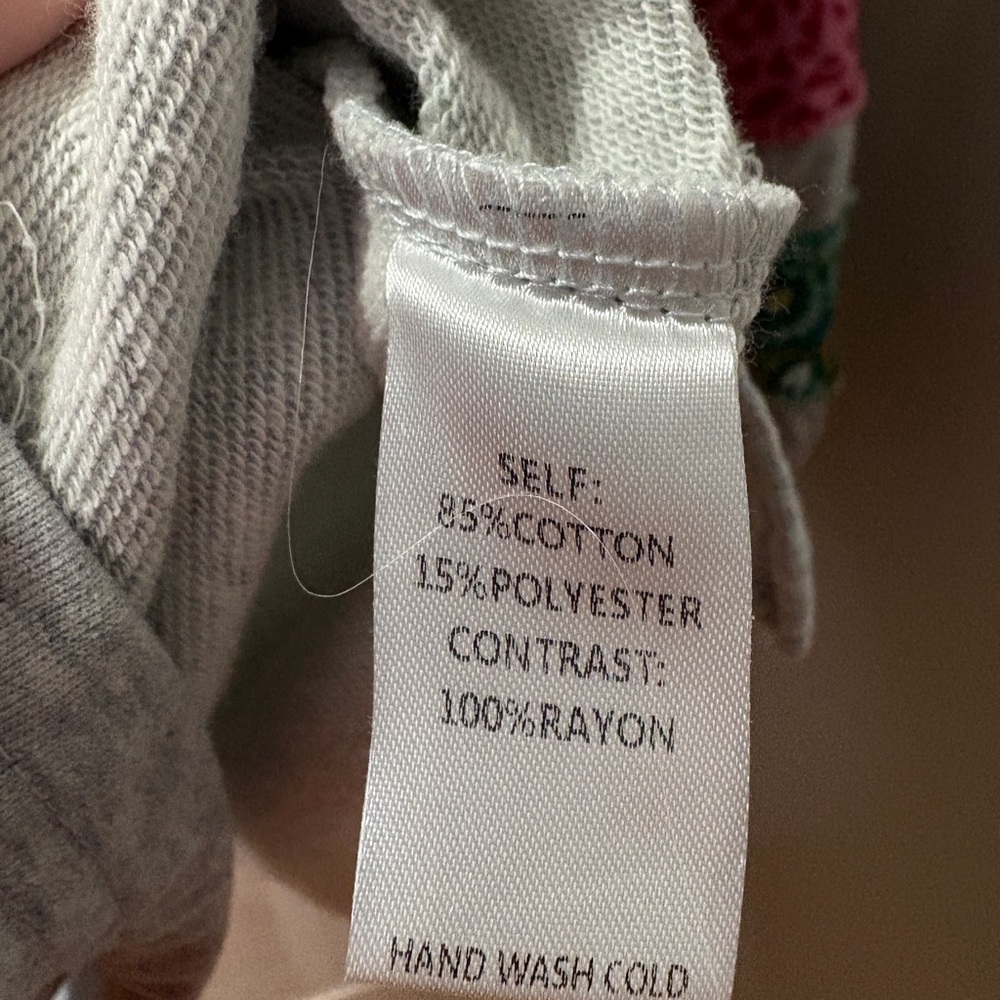 SELF:
85%COTTON
15%POLYESTER
CONTRAST:
100%RAYON
HAND WASH COLD